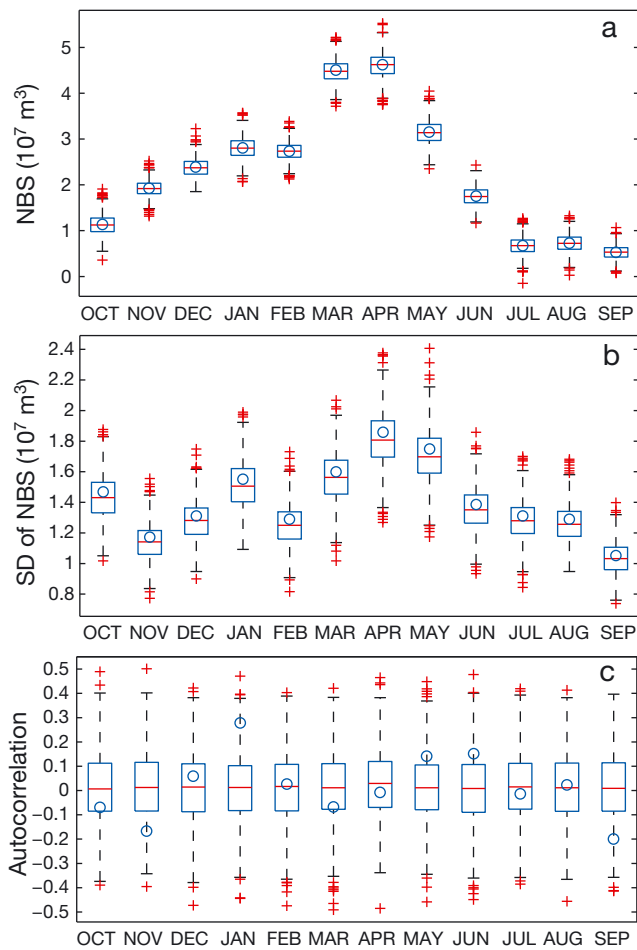 a
NBS (10⁷ m³)
5
4
3
2
1
0
OCT NOV DEC JAN FEB MAR APR MAY JUN JUL AUG SEP
b
SD of NBS (10⁷ m³)
2.4
2.2
2
1.8
1.6
1.4
1.2
1
0.8
OCT NOV DEC JAN FEB MAR APR MAY JUN JUL AUG SEP
c
Autocorrelation
0.5
0.4
0.3
0.2
0.1
0
−0.1
−0.2
−0.3
−0.4
−0.5
OCT NOV DEC JAN FEB MAR APR MAY JUN JUL AUG SEP